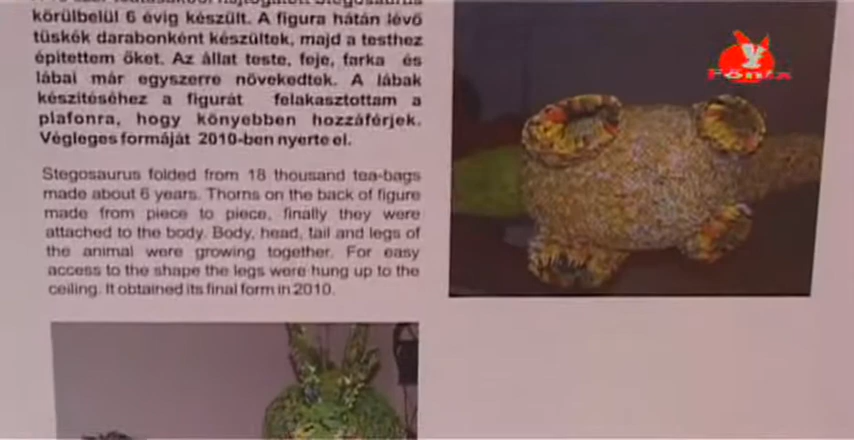 körülbelül 6 évig készült. A figura hátán lévő
tüskék darabonként készültek, majd a testhez
építettem őket. Az állat teste, feje, farka és
lábai már egyszerre növekedtek. A lábak
készítéséhez a figurát felakasztottam a
plafonra, hogy könyebben hozzáférjek.
Végleges formáját 2010-ben nyerte el.
Stegosaurus folded from 18 thousand tea-bags
made about 6 years. Thorns on the back of figure
made from piece to piece, finally they were
attached to the body. Body, head, tail and legs of
the animal were growing together. For easy
access to the shape the legs were hung up to the
ceiling. It obtained its final form in 2010.
Főnix